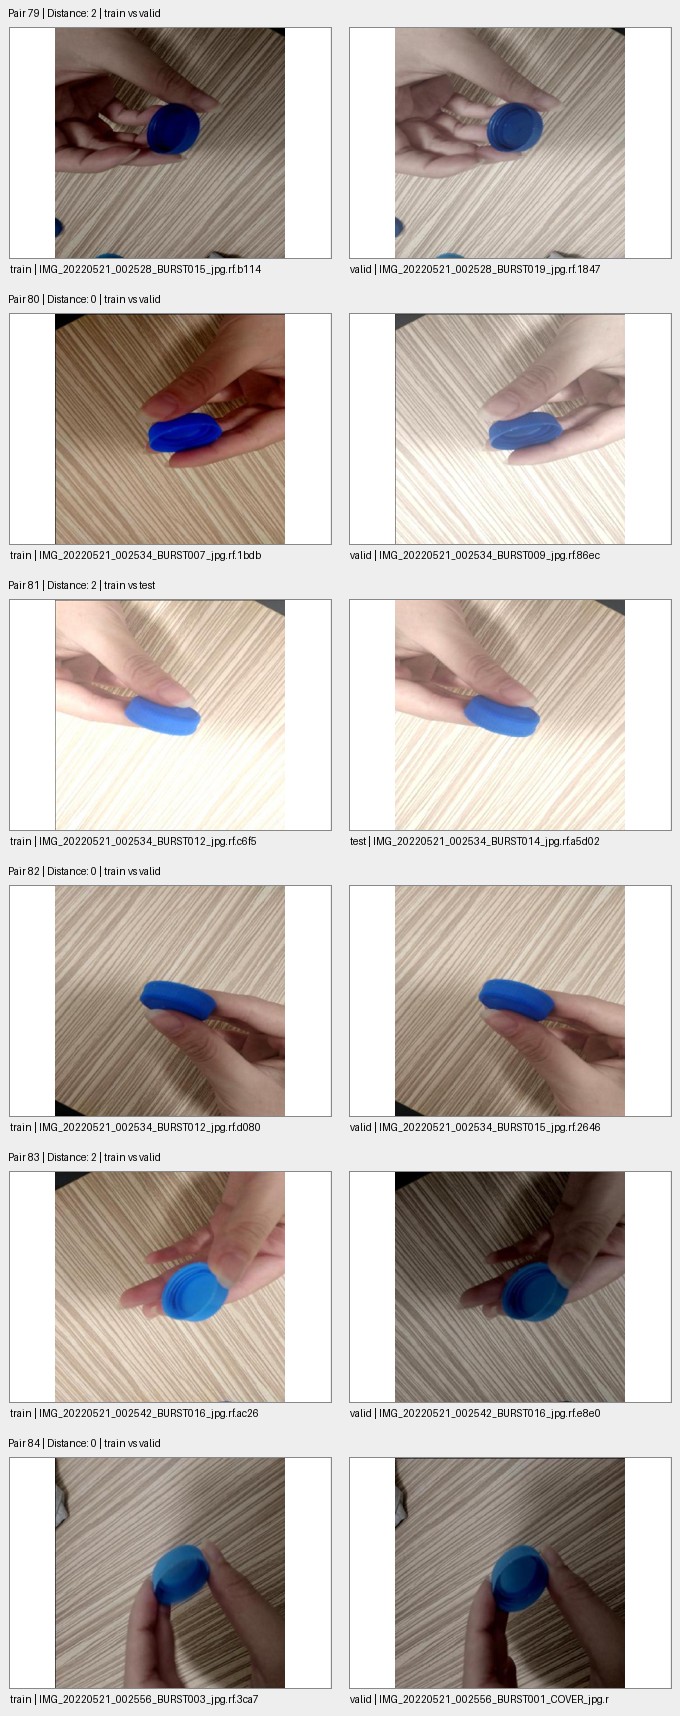 Pair 79 | Distance: 2 | train vs valid
train | IMG_20220521_002528_BURST015_jpg.rf.b114
valid | IMG_20220521_002528_BURST019_jpg.rf.1847
Pair 80 | Distance: 0 | train vs valid
train | IMG_20220521_002534_BURST007_jpg.rf.1bdb
valid | IMG_20220521_002534_BURST009_jpg.rf.86ec
Pair 81 | Distance: 2 | train vs test
train | IMG_20220521_002534_BURST012_jpg.rf.c6f5
test | IMG_20220521_002534_BURST014_jpg.rf.a5d02
Pair 82 | Distance: 0 | train vs valid
train | IMG_20220521_002534_BURST012_jpg.rf.d080
valid | IMG_20220521_002534_BURST015_jpg.rf.2646
Pair 83 | Distance: 2 | train vs valid
train | IMG_20220521_002542_BURST016_jpg.rf.ac26
valid | IMG_20220521_002542_BURST016_jpg.rf.e8e0
Pair 84 | Distance: 0 | train vs valid
train | IMG_20220521_002556_BURST003_jpg.rf.3ca7
valid | IMG_20220521_002556_BURST001_COVER_jpg.r